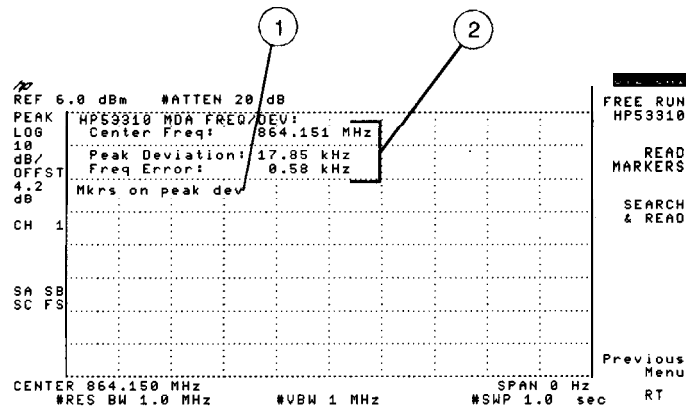 1
2
hp
REF 6.0 dBm #ATTEN 20 dB
PEAK
LOG
10
dB/
OFFST
4.2
dB
CH 1
SA SB
SC FS
HP53310 MDA FREQ/DEV:
Center Freq: 864.151 MHz
Peak Deviation: 17.85 kHz
Freq Error: 0.58 kHz
Mkrs on peak dev
CENTER 864.150 MHz SPAN 0 Hz
#RES BW 1.0 MHz #VBW 1 MHz #SWP 1.0 sec
FREE RUN
HP53310
READ
MARKERS
SEARCH
& READ
Previous
Menu
RT